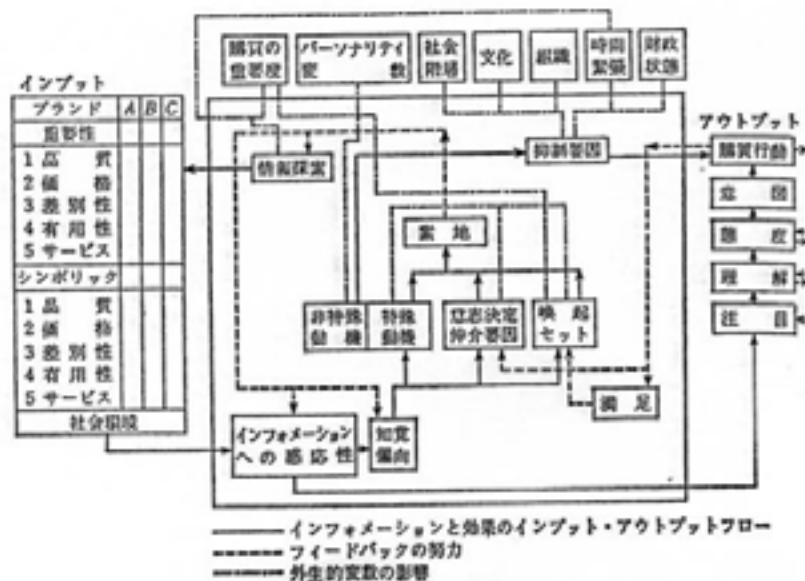 購買の
重要度
パーソナリティ
変数
社会
階層
文化
組織
時間
緊張
財政
状態
インプット
ブランド A B C
重要性
1 品質
2 価格
3 差別性
4 有用性
5 サービス
シンボリック
1 品質
2 価格
3 差別性
4 有用性
5 サービス
社会環境
情報探索
抑制要因
素地
非特殊
動機
特殊
動機
意志決定
仲介要因
喚起
セット
満足
インフォメーション
への感応性
知覚
偏向
アウトプット
購買行動
意図
態度
理解
注目
インフォメーションと効果のインプット・アウトプットフロー
フィードバックの努力
外生的変数の影響